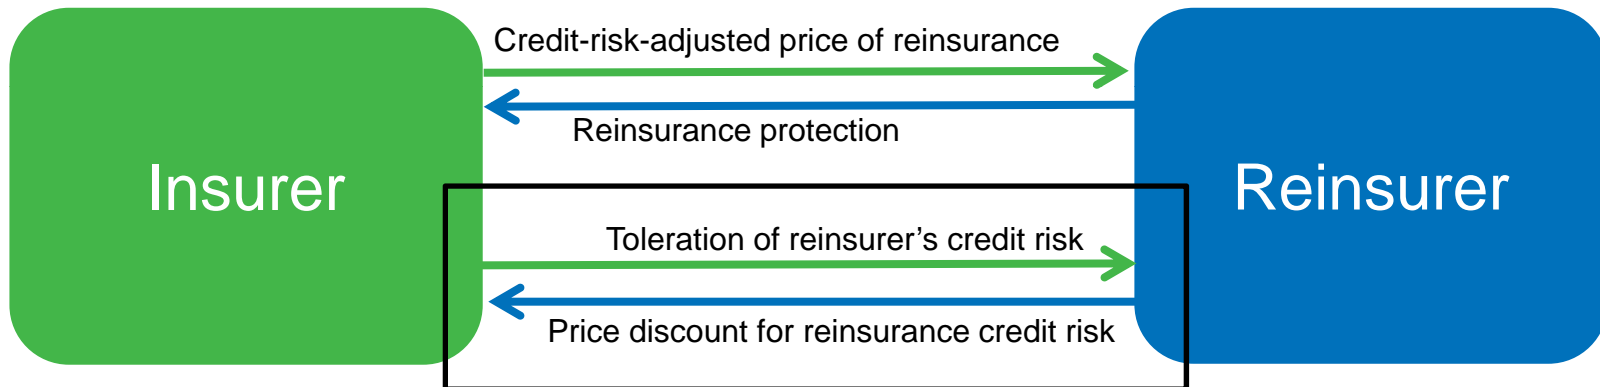 Credit-risk-adjusted price of reinsurance
Reinsurance protection
Insurer
Reinsurer
Toleration of reinsurer’s credit risk
Price discount for reinsurance credit risk